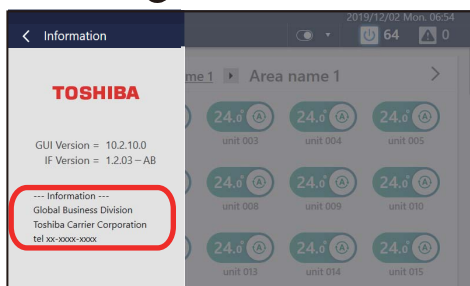 2019/12/02 Mon. 06:54
Information
64
0
me 1 Area name 1
TOSHIBA
24.0 A
24.0 A
24.0 A
unit 003
unit 004
unit 005
GUI Version = 10.2.10.0
IF Version = 1.2.03－AB
24.0 A
24.0 A
24.0 A
unit 008
unit 009
unit 010
--- Information ---
Global Business Division
Toshiba Carrier Corporation
tel xx-xxxx-xxxx
24.0 A
24.0 A
24.0 A
unit 013
unit 014
unit 015